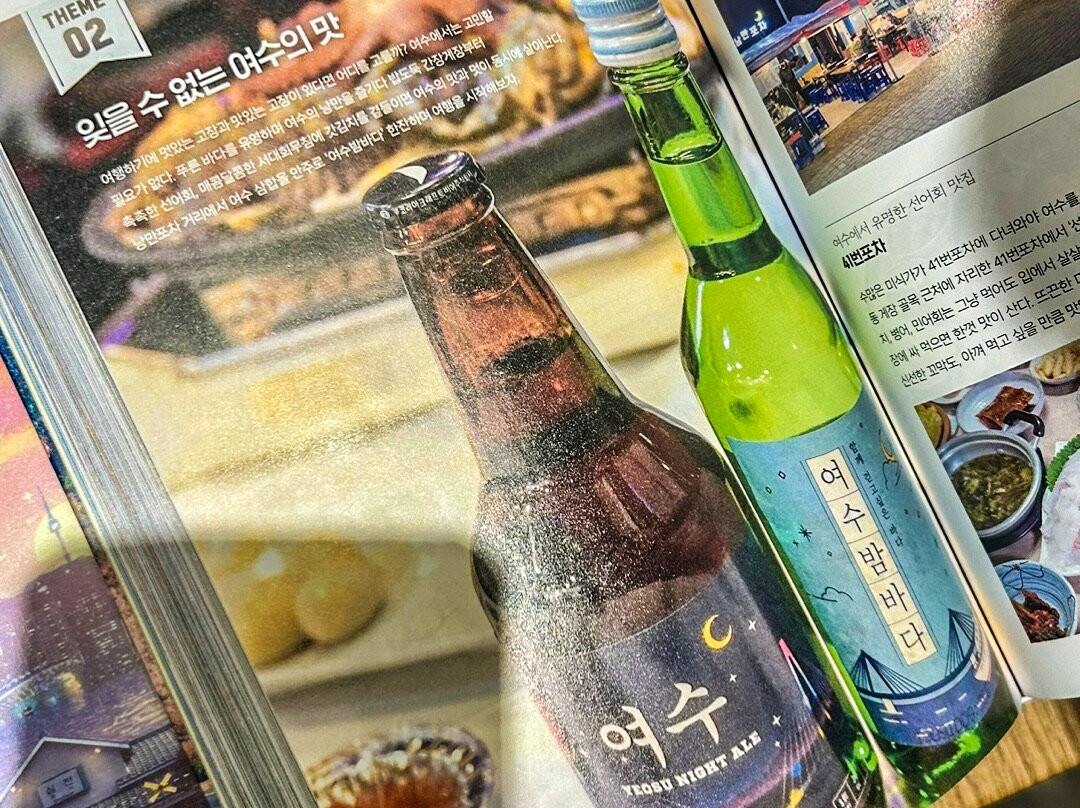 THEME
02
잊을 수 없는 여수의 맛
여행하기에 멋있는 고장과 맛있는 고장이 있다면 어디를 고를까? 여수에서는 고민할
필요가 없다. 푸른 바다를 유영하며 여수의 낭만을 즐기다 밥도둑 간장게장부터
촉촉한 선어회, 매콤달콤한 서대회무침에 갓김치를 곁들이면 여수의 맛과 멋이 동시에 살아난다.
낭만포차 거리에서 여수 삼합을 안주로 '여수밤바다' 한잔하며 여행을 시작해보자.
여수
YEOSU NIGHT ALE
함께 걷고싶은 바다
여수밤바다
여수에서 유명한 선어회 맛집
41번포차
수많은 미식가가 41번포차에 다녀와야 여수를
동 게장 골목 근처에 자리한 41번포차에서 '선
치, 병어, 민어회는 그냥 먹어도 입에서 살살
장에 싸 먹으면 한껏 맛이 산다. 뜨끈한 미
신선한 꼬막도, 아껴 먹고 싶을 만큼 맛